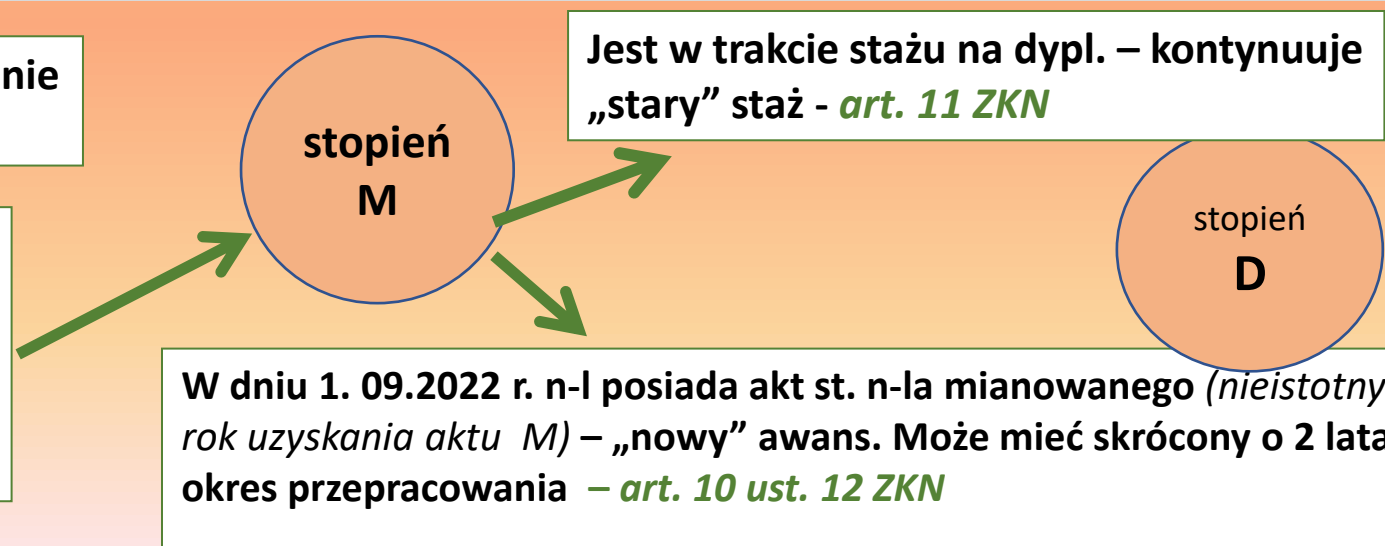 nie
stopień
M
Jest w trakcie stażu na dypl. – kontynuuje
„stary” staż - art. 11 ZKN
stopień
D
W dniu 1. 09.2022 r. n-l posiada akt st. n-la mianowanego (nieistotny
rok uzyskania aktu M) – „nowy” awans. Może mieć skrócony o 2 lata
okres przepracowania – art. 10 ust. 12 ZKN